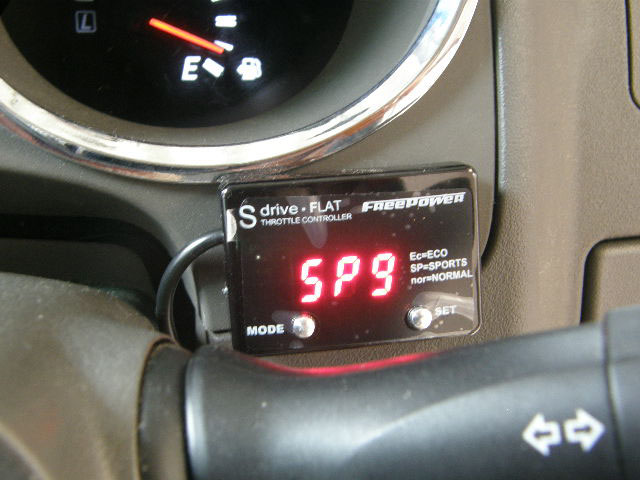 E
S drive・FLAT
THROTTLE CONTROLLER
FREEPOWER
SP9
Ec=ECO
SP=SPORTS
nor=NORMAL
MODE
SET